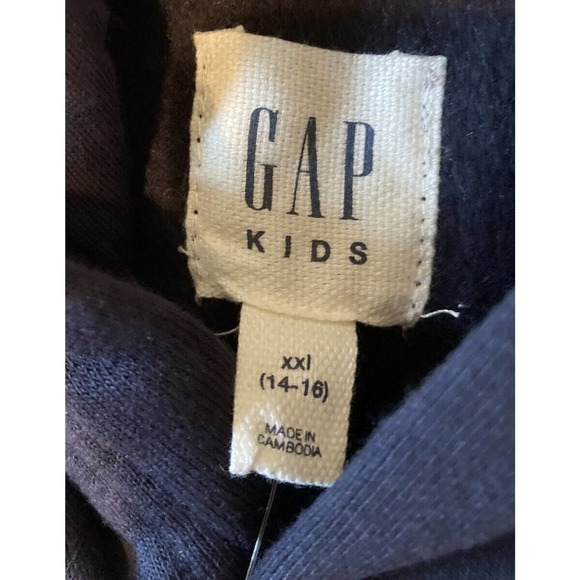 GAP
KIDS
xxl
(14-16)
MADE IN
CAMBODIA